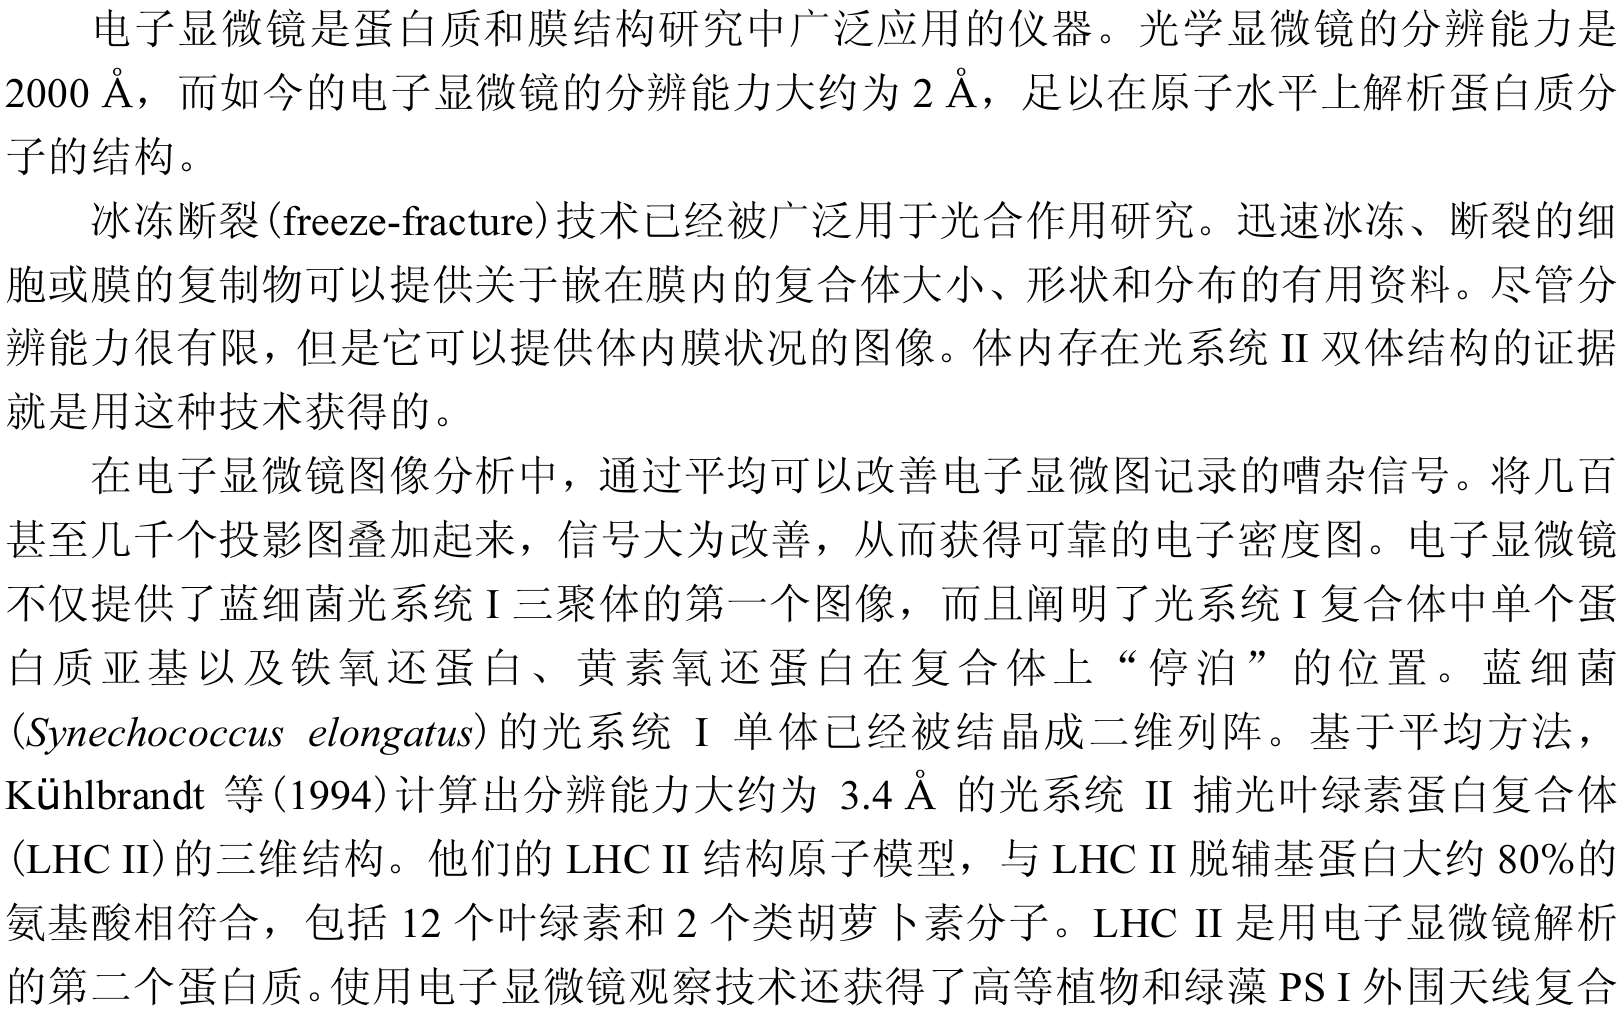 电子显微镜是蛋白质和膜结构研究中广泛应用的仪器。光学显微镜的分辨能力是
2000 Å，而如今的电子显微镜的分辨能力大约为 2 Å，足以在原子水平上解析蛋白质分
子的结构。
冰冻断裂(freeze-fracture)技术已经被广泛用于光合作用研究。迅速冰冻、断裂的细
胞或膜的复制物可以提供关于嵌在膜内的复合体大小、形状和分布的有用资料。尽管分
辨能力很有限，但是它可以提供体内膜状况的图像。体内存在光系统 II 双体结构的证据
就是用这种技术获得的。
在电子显微镜图像分析中，通过平均可以改善电子显微图记录的嘈杂信号。将几百
甚至几千个投影图叠加起来，信号大为改善，从而获得可靠的电子密度图。电子显微镜
不仅提供了蓝细菌光系统 I 三聚体的第一个图像，而且阐明了光系统 I 复合体中单个蛋
白质亚基以及铁氧还蛋白、黄素氧还蛋白在复合体上“停泊”的位置。蓝细菌
(Synechococcus elongatus)的光系统 I 单体已经被结晶成二维列阵。基于平均方法，
Kühlbrandt 等(1994)计算出分辨能力大约为 3.4 Å 的光系统 II 捕光叶绿素蛋白复合体
(LHC II)的三维结构。他们的 LHC II 结构原子模型，与 LHC II 脱辅基蛋白大约 80%的
氨基酸相符合，包括 12 个叶绿素和 2 个类胡萝卜素分子。LHC II 是用电子显微镜解析
的第二个蛋白质。使用电子显微镜观察技术还获得了高等植物和绿藻 PS I 外围天线复合